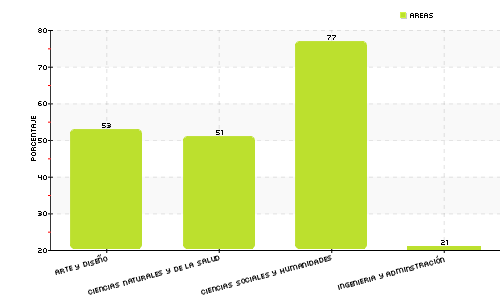 AREAS
PORCENTAJE
80
70
60
50
40
30
20
53
51
77
21
ARTE Y DISEÑO
CIENCIAS NATURALES Y DE LA SALUD
CIENCIAS SOCIALES Y HUMANIDADES
INGENIERIA Y ADMINSTRACIÓN